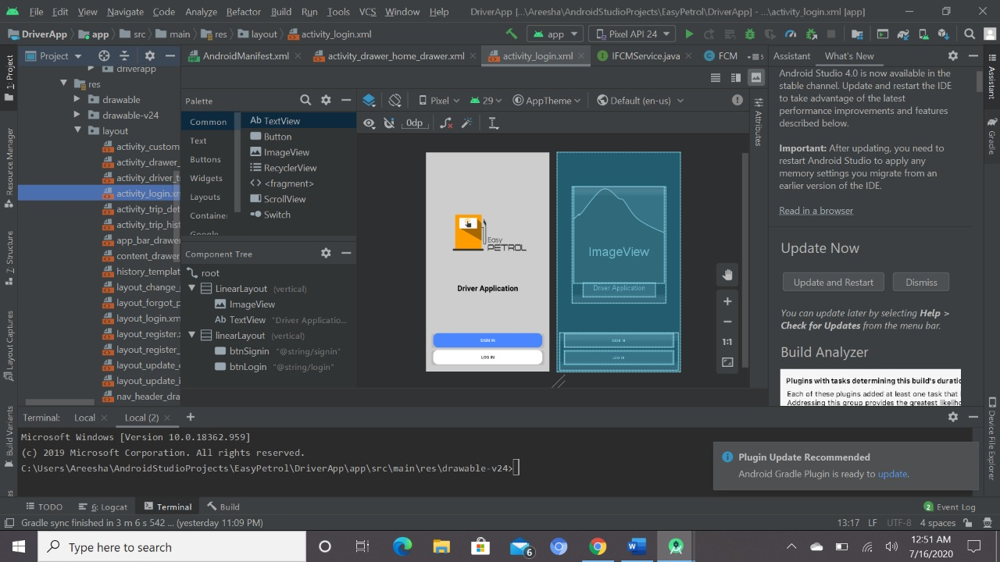 File Edit View Navigate Code Analyze Refactor Build Run Tools VCS Window Help DriverApp [...\Areesha\AndroidStudioProjects\EasyPetrol\DriverApp] - ...\activity_login.xml [app]
DriverApp app src main res layout activity_login.xml app Pixel API 24
Project AndroidManifest.xml activity_drawer_home_drawer.xml activity_login.xml IFCMService.java FCM 5 Assistant What's New
1: Project
Resource Manager
Z: Structure
Layout Captures
Build Variants
driverapp
res
drawable
drawable-v24
layout
activity_custom
activity_drawer_
activity_driver_t
activity_login.x
activity_trip_det
activity_trip_his
app_bar_drawe
content_drawer
history_templat
layout_change_
layout_forgot_p
layout_login.xm
layout_register.
layout_register_
layout_update_
layout_update_i
nav_header_dra
Palette
Common
Text
Buttons
Widgets
Layouts
Containe
Google
Ab TextView
Button
ImageView
RecyclerView
<fragment>
ScrollView
Switch
Component Tree
root
LinearLayout (vertical)
ImageView
Ab TextView "Driver Applicatio...
linearLayout (vertical)
btnSignin "@string/signin"
btnLogin "@string/login"
Pixel 29 AppTheme Default (en-us)
0dp
Attributes
Easy
PETROL
Driver Application
SIGN IN
LOG IN
ImageView
Driver Application
SIGN IN
LOG IN
1:1
Android Studio 4.0 is now available in the
stable channel. Update and restart the IDE
to take advantage of the latest
performance improvements and features
described below.
Important: After updating, you need to
restart Android Studio to apply any
memory settings you migrate from an
earlier version of the IDE.
Read in a browser
Update Now
Update and Restart Dismiss
You can update later by selecting Help >
Check for Updates from the menu bar.
Build Analyzer
Plugins with tasks determining this build's duratio
Each of these plugins added at least one task that
Addressing this group provides the greatest likeliho
Assistant
Gradle
Device File Explorer
Terminal: Local Local (2)
Microsoft Windows [Version 10.0.18362.959]
(c) 2019 Microsoft Corporation. All rights reserved.
C:\Users\Areesha\AndroidStudioProjects\EasyPetrol\DriverApp\app\src\main\res\drawable-v24>
Plugin Update Recommended
Android Gradle Plugin is ready to update.
TODO 6: Logcat Terminal Build 2 Event Log
Gradle sync finished in 3 m 6 s 542 ... (yesterday 11:09 PM) 13:17 LF UTF-8 4 spaces
Type here to search 6
12:51 AM
7/16/2020